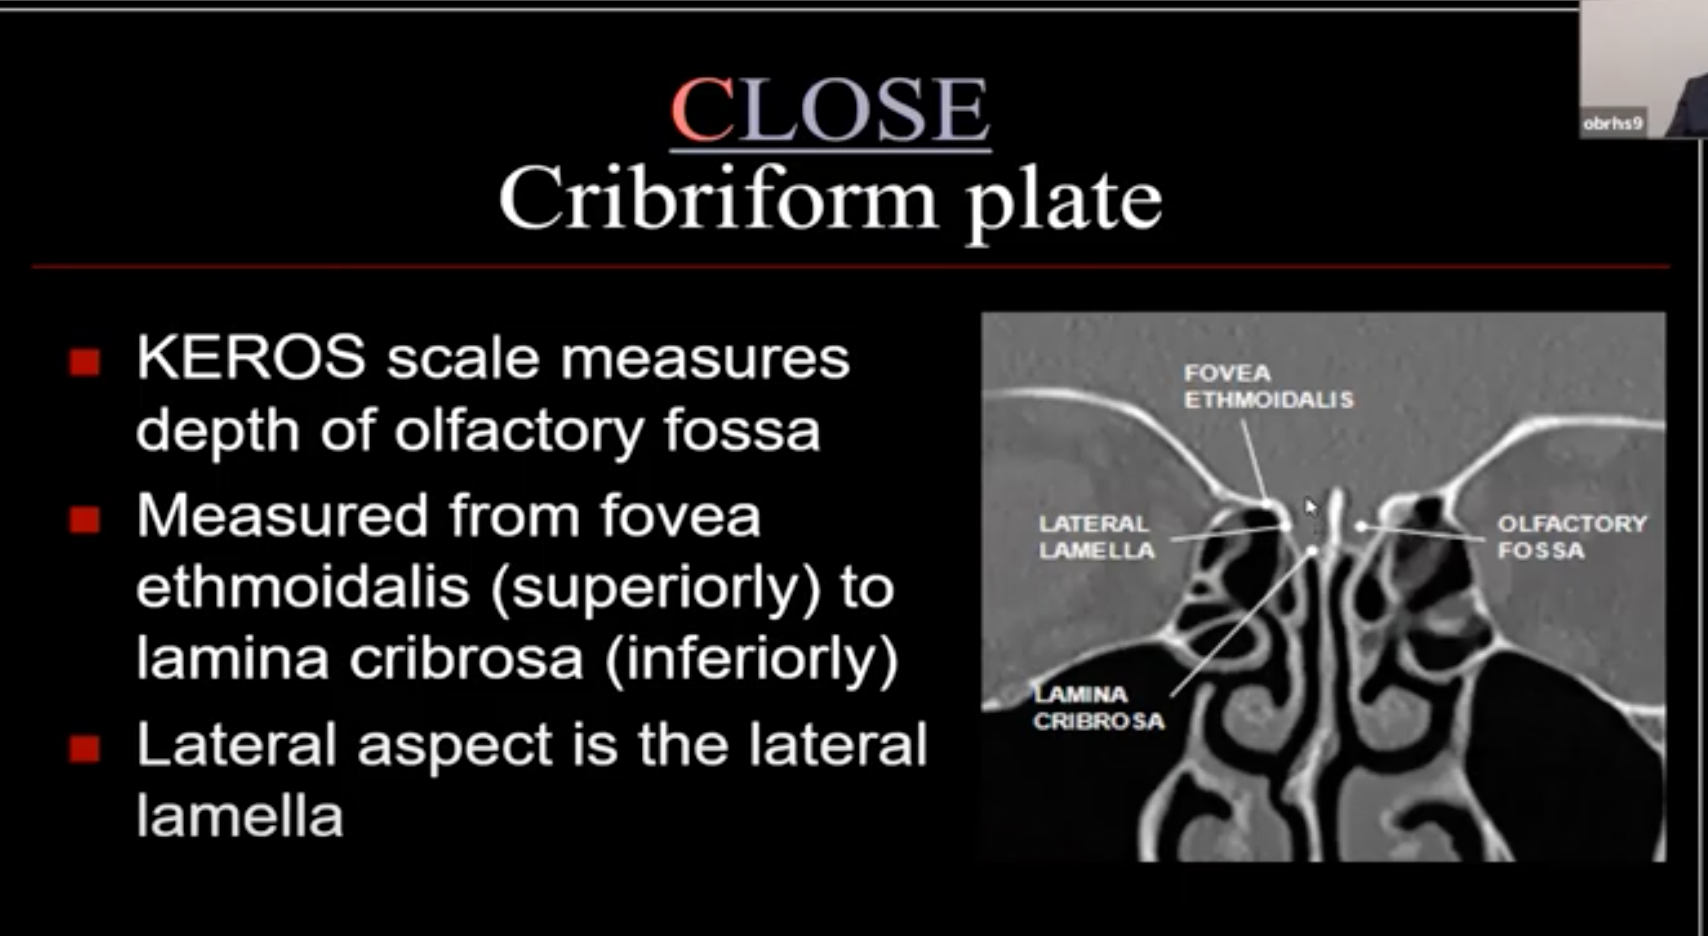 CLOSE
Cribriform plate
obrhs9
KEROS scale measures
depth of olfactory fossa
Measured from fovea
ethmoidalis (superiorly) to
lamina cribrosa (inferiorly)
Lateral aspect is the lateral
lamella
FOVEA
ETHMOIDALIS
LATERAL
LAMELLA
OLFACTORY
FOSSA
LAMINA
CRIBROSA